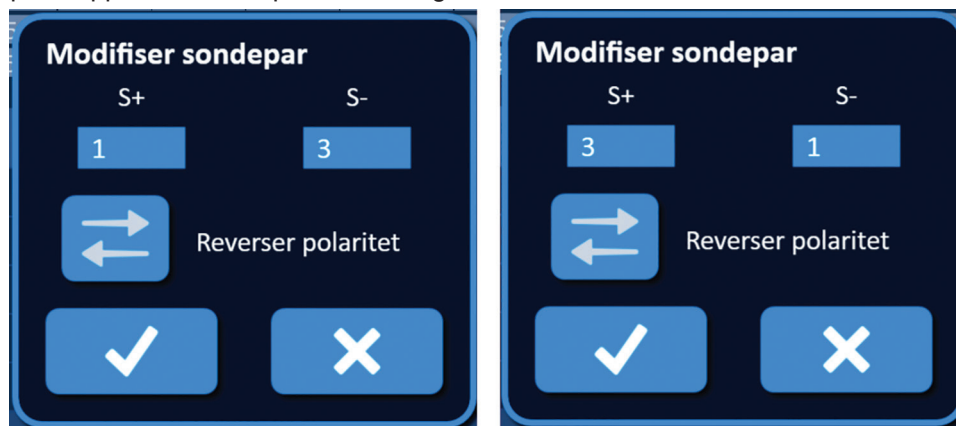 Modifiser sondepar
S+ S-
1 3
Reverser polaritet
Modifiser sondepar
S+ S-
3 1
Reverser polaritet